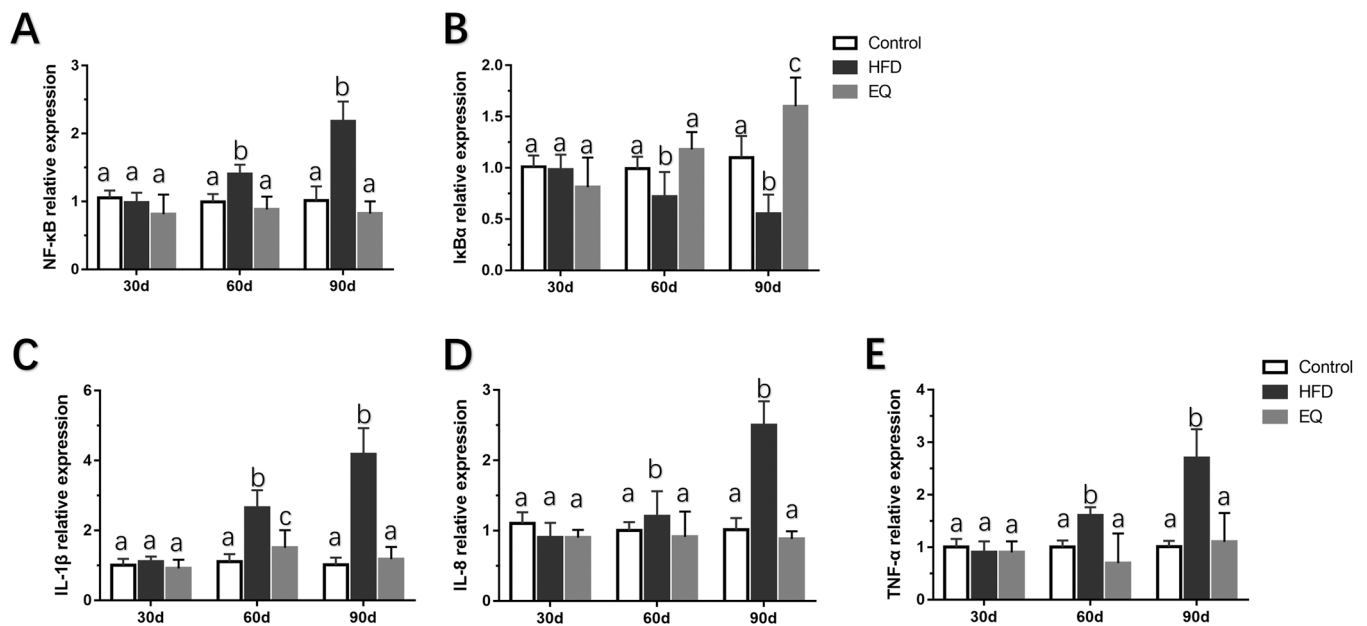 A
NF-κB relative expression
3
2
1
0
a a a
a b a
a b a
30d 60d 90d
B
IκBα relative expression
2.0
1.5
1.0
0.5
0.0
a a a
a b a
a b c
30d 60d 90d
Control
HFD
EQ
C
IL-1β relative expression
6
4
2
0
a a a
a b c
a b a
30d 60d 90d
D
IL-8 relative expression
3
2
1
0
a a a
a b a
a b a
30d 60d 90d
E
TNF-α relative expression
4
3
2
1
0
a a a
a b a
a b a
30d 60d 90d
Control
HFD
EQ